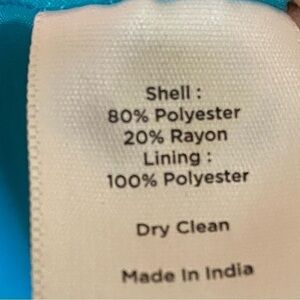 Shell :
80% Polyester
20% Rayon
Lining :
100% Polyester
Dry Clean
Made In India